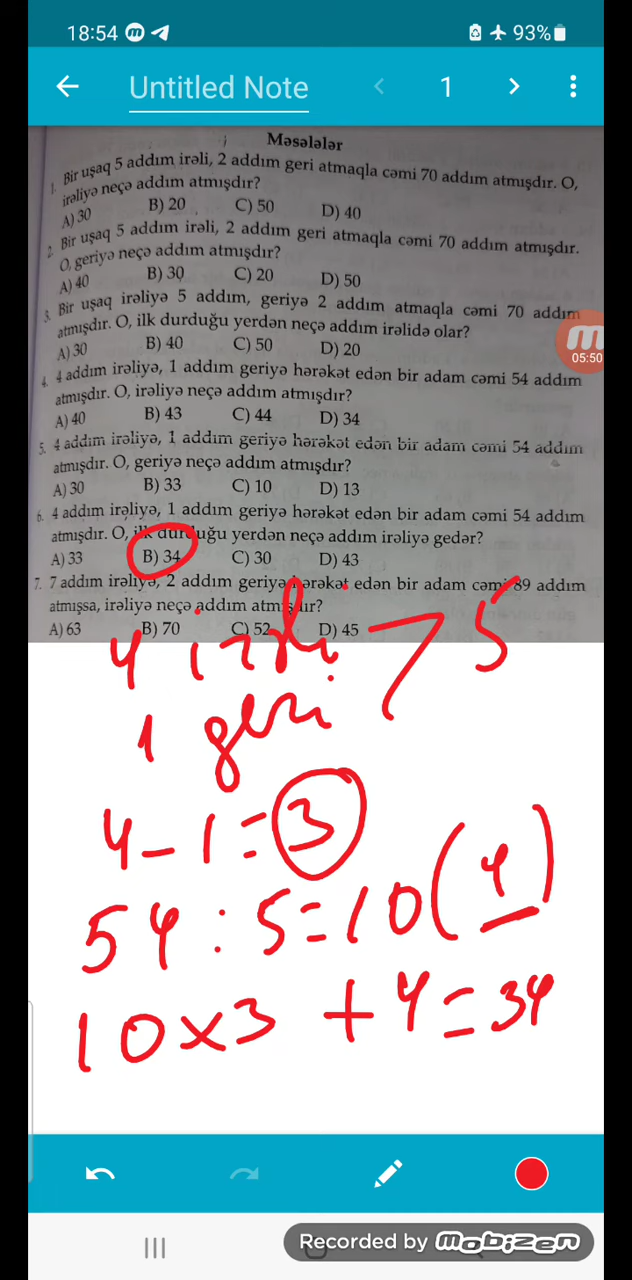 18:54
93%
Untitled Note
1
Məsələlər
1. Bir uşaq 5 addım irəli, 2 addım geri atmaqla cəmi 70 addım atmışdır. O,
irəliyə neçə addım atmışdır?
A) 30 B) 20 C) 50 D) 40
2. Bir uşaq 5 addım irəli, 2 addım geri atmaqla cəmi 70 addım atmışdır.
O, geriyə neçə addım atmışdır?
A) 40 B) 30 C) 20 D) 50
3. Bir uşaq irəliyə 5 addım, geriyə 2 addım atmaqla cəmi 70 addım
atmışdır. O, ilk durduğu yerdən neçə addım irəlidə olar?
A) 30 B) 40 C) 50 D) 20
m
05:50
4. 4 addım irəliyə, 1 addım geriyə hərəkət edən bir adam cəmi 54 addım
atmışdır. O, irəliyə neçə addım atmışdır?
A) 40 B) 43 C) 44 D) 34
5. 4 addım irəliyə, 1 addım geriyə hərəkət edən bir adam cəmi 54 addım
atmışdır. O, geriyə neçə addım atmışdır?
A) 30 B) 33 C) 10 D) 13
6. 4 addım irəliyə, 1 addım geriyə hərəkət edən bir adam cəmi 54 addım
atmışdır. O, ilk durduğu yerdən neçə addım irəliyə gedər?
A) 33 B) 34 C) 30 D) 43
7. 7 addım irəliyə, 2 addım geriyə hərəkət edən bir adam cəmi 89 addım
atmışsa, irəliyə neçə addım atmışdır?
A) 63 B) 70 C) 52 D) 45
4 irəli > 5
1 geri
4 - 1 = 3
54 : 5 = 10 (4)
10 x 3 + 4 = 34
Recorded by mobizen